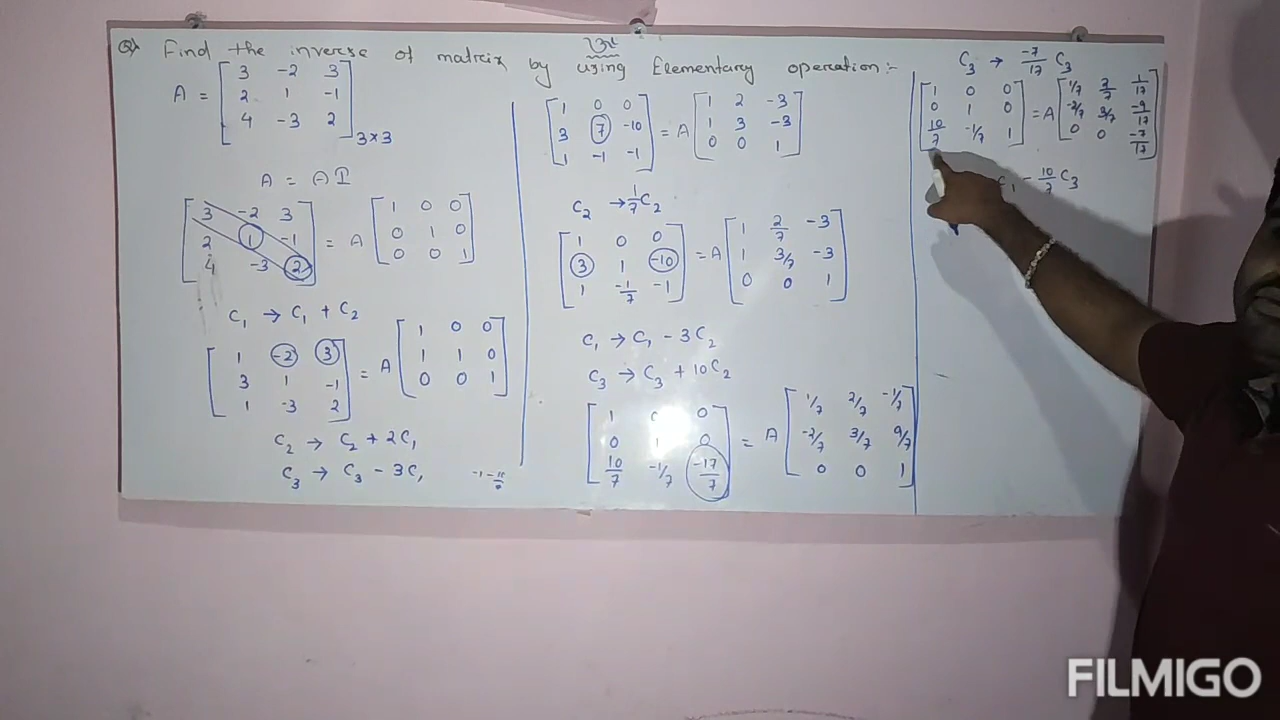 Q) Find the inverse of matrix by using Elementary operation:-
A = [3 -2 3
2 1 -1
4 -3 2]3×3
A = AI
[3 -2 3
2 1 -1
4 -3 2] = A [1 0 0
0 1 0
0 0 1]
C1 → C1 + C2
[1 -2 3
3 1 -1
1 -3 2] = A [1 0 0
1 1 0
0 0 1]
C2 → C2 + 2C1
C3 → C3 - 3C1
[1 0 0
3 7 -10
1 -1 -1] = A [1 2 -3
1 3 -3
0 0 1]
C2 → 1/7 C2
[1 0 0
3 1 -10
1 -1/7 -1] = A [1 2/7 -3
1 3/7 -3
0 0 1]
C1 → C1 - 3C2
C3 → C3 + 10C2
[1 0 0
0 1 0
10/7 -1/7 -17/7] = A [1/7 2/7 -1/7
-2/7 3/7 9/7
0 0 1]
C3 → -7/17 C3
[1 0 0
0 1 0
10/7 -1/7 1] = A [1/7 2/7 1/17
-2/7 3/7 -9/17
0 0 -7/17]
C1 - 10/7 C3
FILMIGO